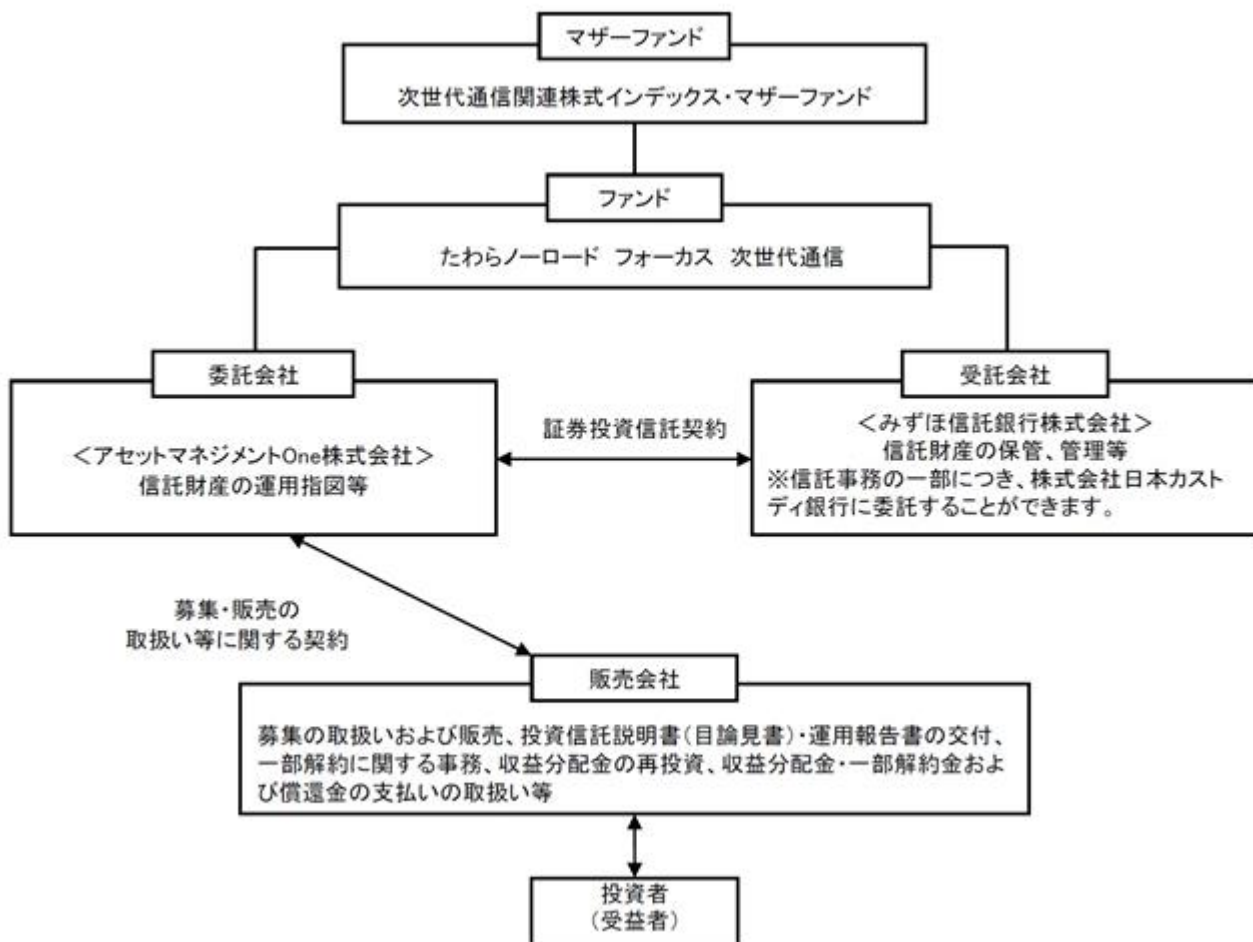 マザーファンド
次世代通信関連株式インデックス・マザーファンド
ファンド
たわらノーロード　フォーカス　次世代通信
委託会社
＜アセットマネジメントOne株式会社＞
信託財産の運用指図等
証券投資信託契約
受託会社
＜みずほ信託銀行株式会社＞
信託財産の保管、管理等
※信託事務の一部につき、株式会社日本カスト
ディ銀行に委託することができます。
募集・販売の
取扱い等に関する契約
販売会社
募集の取扱いおよび販売、投資信託説明書（目論見書）・運用報告書の交付、
一部解約に関する事務、収益分配金の再投資、収益分配金・一部解約金およ
び償還金の支払いの取扱い等
投資者
（受益者）